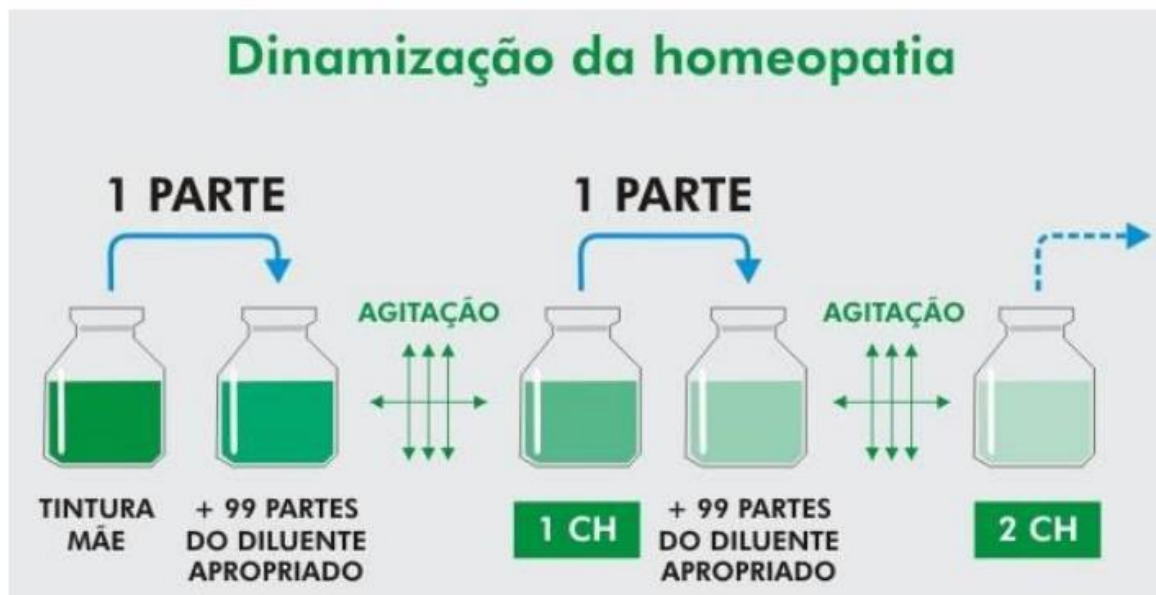 Dinamização da homeopatia
1 PARTE
1 PARTE
AGITAÇÃO
AGITAÇÃO
TINTURA
MÃE
+ 99 PARTES
DO DILUENTE
APROPRIADO
1 CH
+ 99 PARTES
DO DILUENTE
APROPRIADO
2 CH